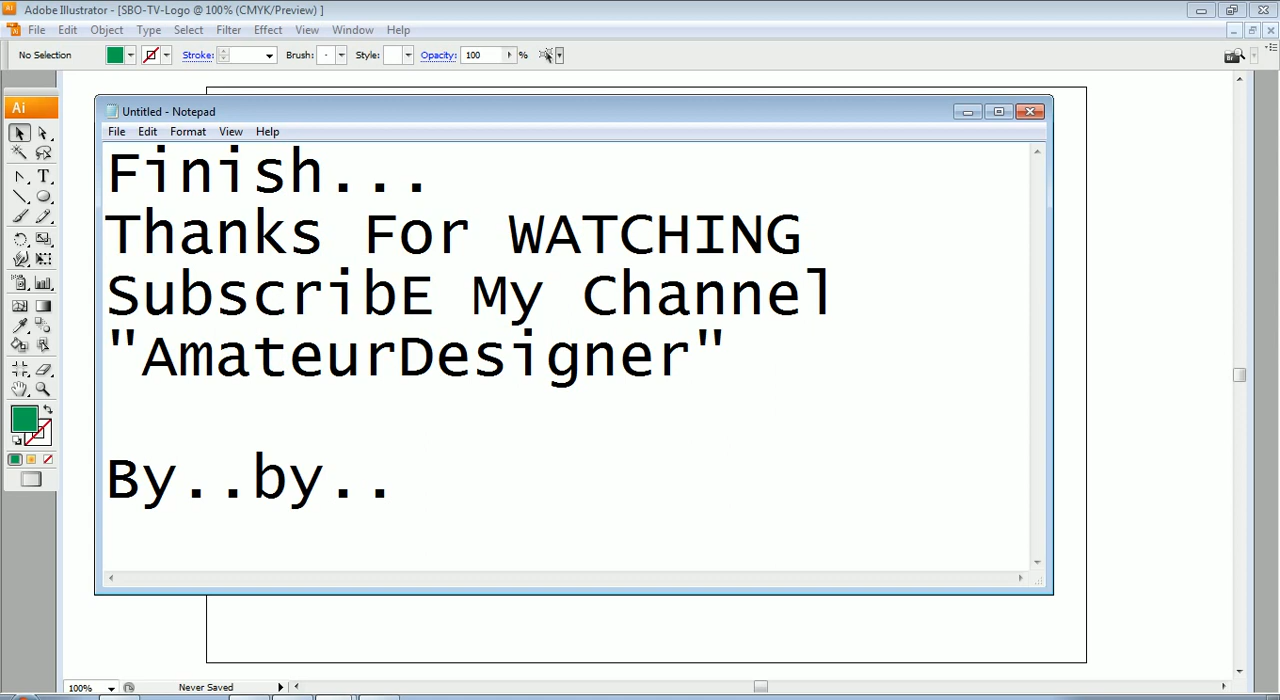 Adobe Illustrator - [SBO-TV-Logo @ 100% (CMYK/Preview) ]
File Edit Object Type Select Filter Effect View Window Help
No Selection Stroke: Brush: Style: Opacity: 100 %
Ai
Untitled - Notepad
File Edit Format View Help
Finish...
Thanks For WATCHING
SubscribE My Channel
"AmateurDesigner"
By..by..
100% Never Saved